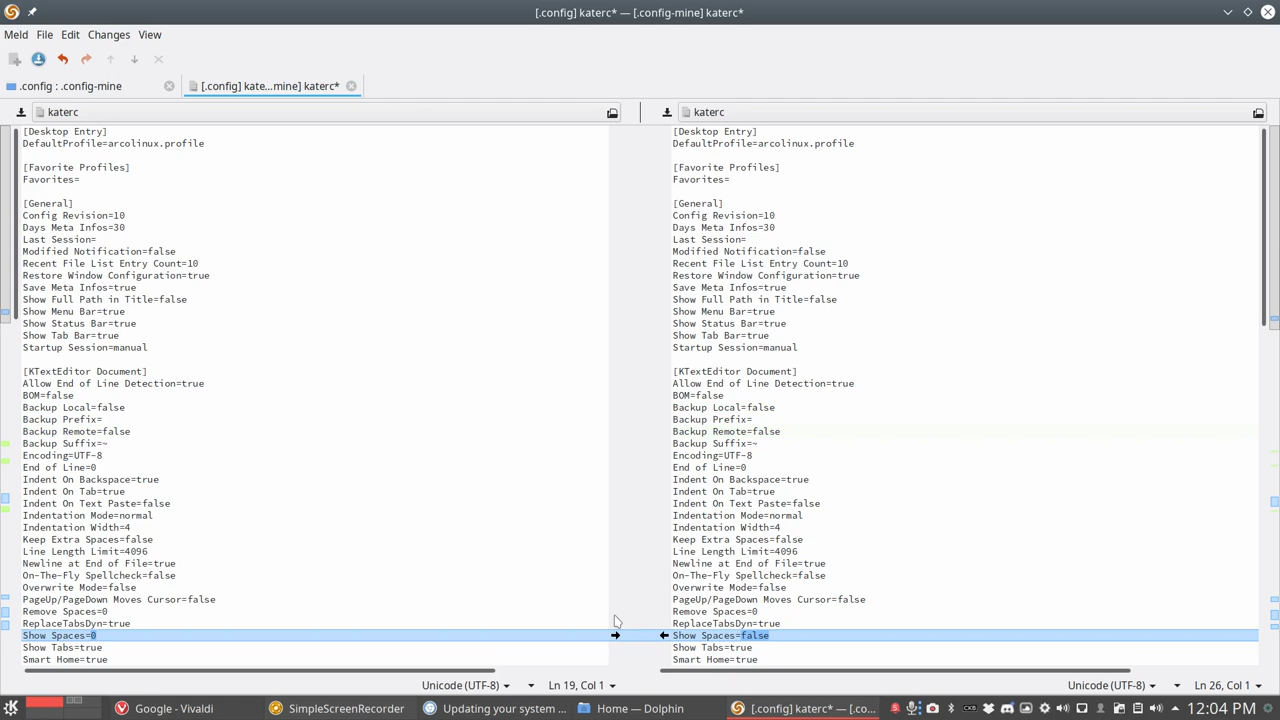 [.config] katerc* — [.config-mine] katerc*
Meld File Edit Changes View
.config : .config-mine
[.config] kate...mine] katerc*
katerc
[Desktop Entry]
DefaultProfile=arcolinux.profile
[Favorite Profiles]
Favorites=
[General]
Config Revision=10
Days Meta Infos=30
Last Session=
Modified Notification=false
Recent File List Entry Count=10
Restore Window Configuration=true
Save Meta Infos=true
Show Full Path in Title=false
Show Menu Bar=true
Show Status Bar=true
Show Tab Bar=true
Startup Session=manual
[KTextEditor Document]
Allow End of Line Detection=true
BOM=false
Backup Local=false
Backup Prefix=
Backup Remote=false
Backup Suffix=~
Encoding=UTF-8
End of Line=0
Indent On Backspace=true
Indent On Tab=true
Indent On Text Paste=false
Indentation Mode=normal
Indentation Width=4
Keep Extra Spaces=false
Line Length Limit=4096
Newline at End of File=true
On-The-Fly Spellcheck=false
Overwrite Mode=false
PageUp/PageDown Moves Cursor=false
Remove Spaces=0
ReplaceTabsDyn=true
Show Spaces=0
Show Tabs=true
Smart Home=true
Unicode (UTF-8) Ln 19, Col 1
katerc
[Desktop Entry]
DefaultProfile=arcolinux.profile
[Favorite Profiles]
Favorites=
[General]
Config Revision=10
Days Meta Infos=30
Last Session=
Modified Notification=false
Recent File List Entry Count=10
Restore Window Configuration=true
Save Meta Infos=true
Show Full Path in Title=false
Show Menu Bar=true
Show Status Bar=true
Show Tab Bar=true
Startup Session=manual
[KTextEditor Document]
Allow End of Line Detection=true
BOM=false
Backup Local=false
Backup Prefix=
Backup Remote=false
Backup Suffix=~
Encoding=UTF-8
End of Line=0
Indent On Backspace=true
Indent On Tab=true
Indent On Text Paste=false
Indentation Mode=normal
Indentation Width=4
Keep Extra Spaces=false
Line Length Limit=4096
Newline at End of File=true
On-The-Fly Spellcheck=false
Overwrite Mode=false
PageUp/PageDown Moves Cursor=false
Remove Spaces=0
ReplaceTabsDyn=true
Show Spaces=false
Show Tabs=true
Smart Home=true
Unicode (UTF-8) Ln 26, Col 1
Google - Vivaldi
SimpleScreenRecorder
Updating your system ...
Home — Dolphin
[.config] katerc* — [.co...
12:04 PM